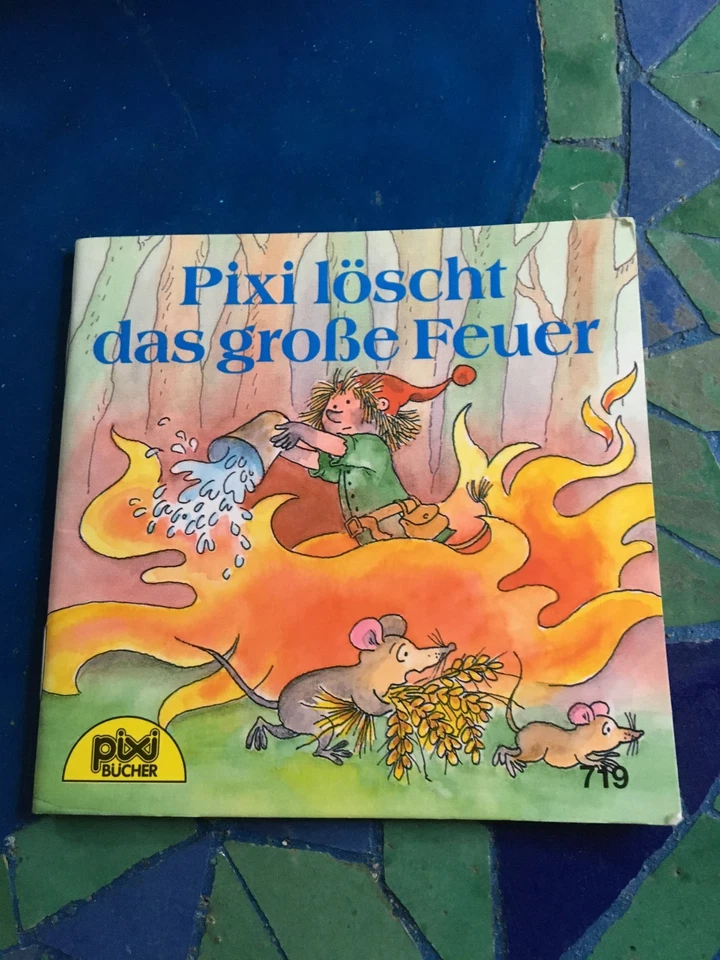 Pixi löscht
das große Feuer
pixi
BÜCHER
719